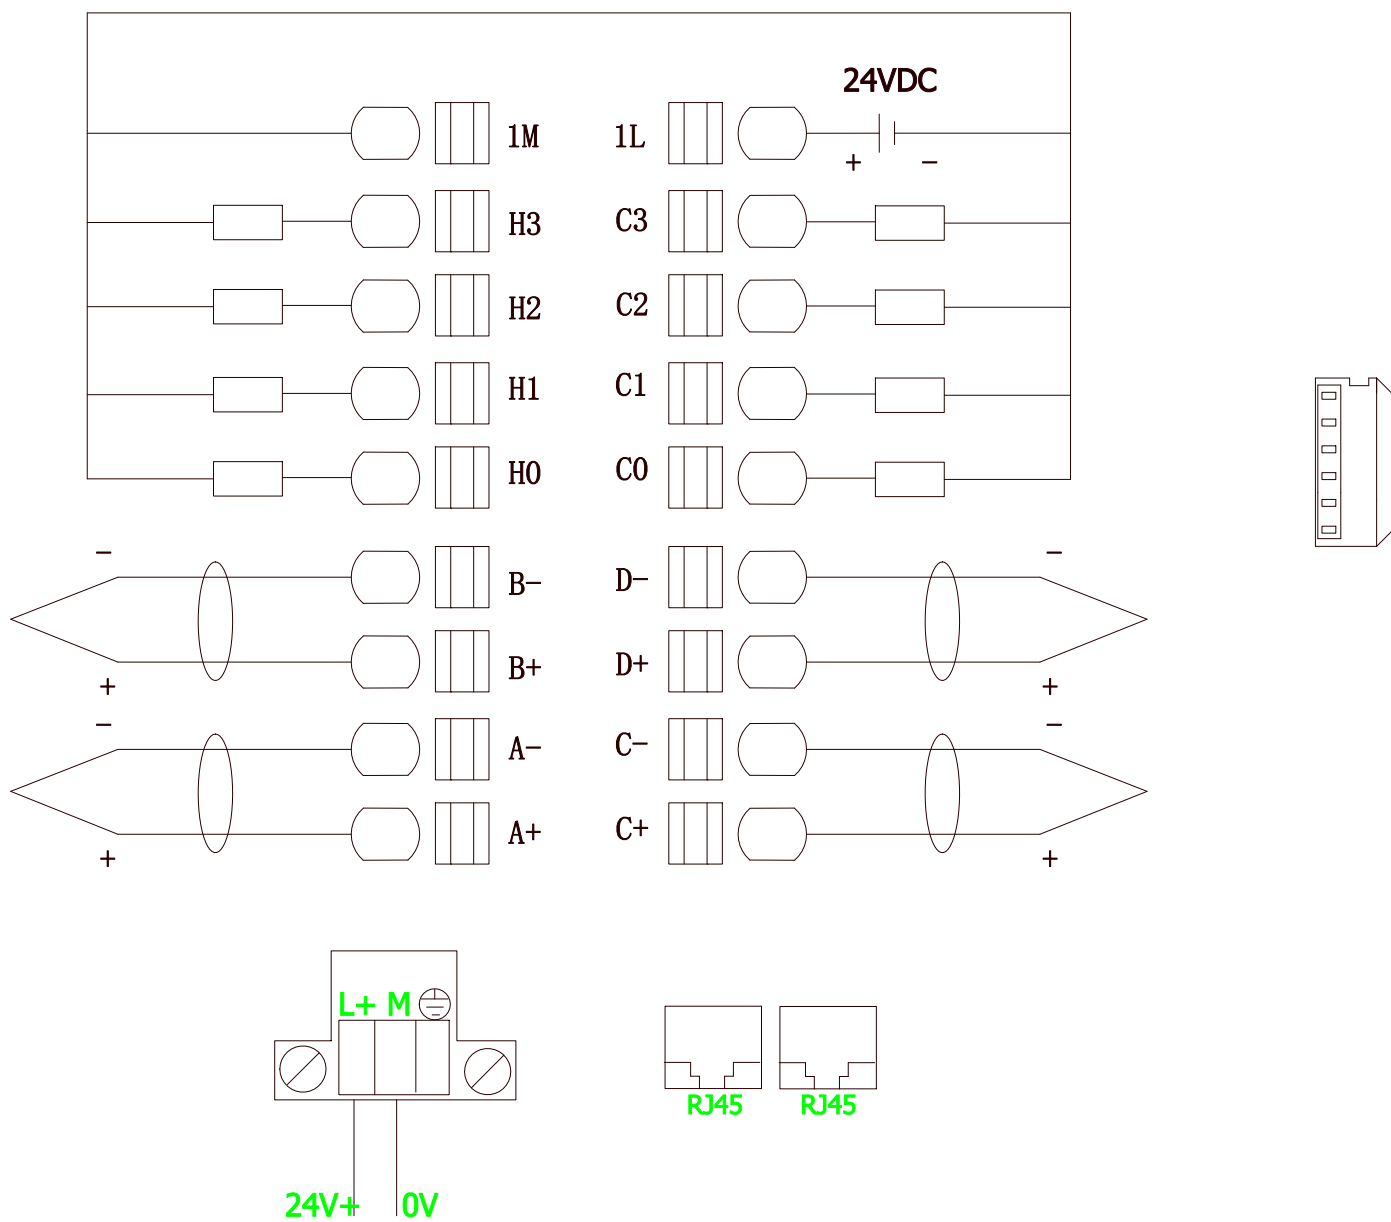 24VDC
1M 1L
+ -
H3 C3
H2 C2
H1 C1
H0 C0
- -
B- D-
B+ D+
+ +
- -
A- C-
A+ C+
+ +
L+ M
RJ45 RJ45
24V+ 0V